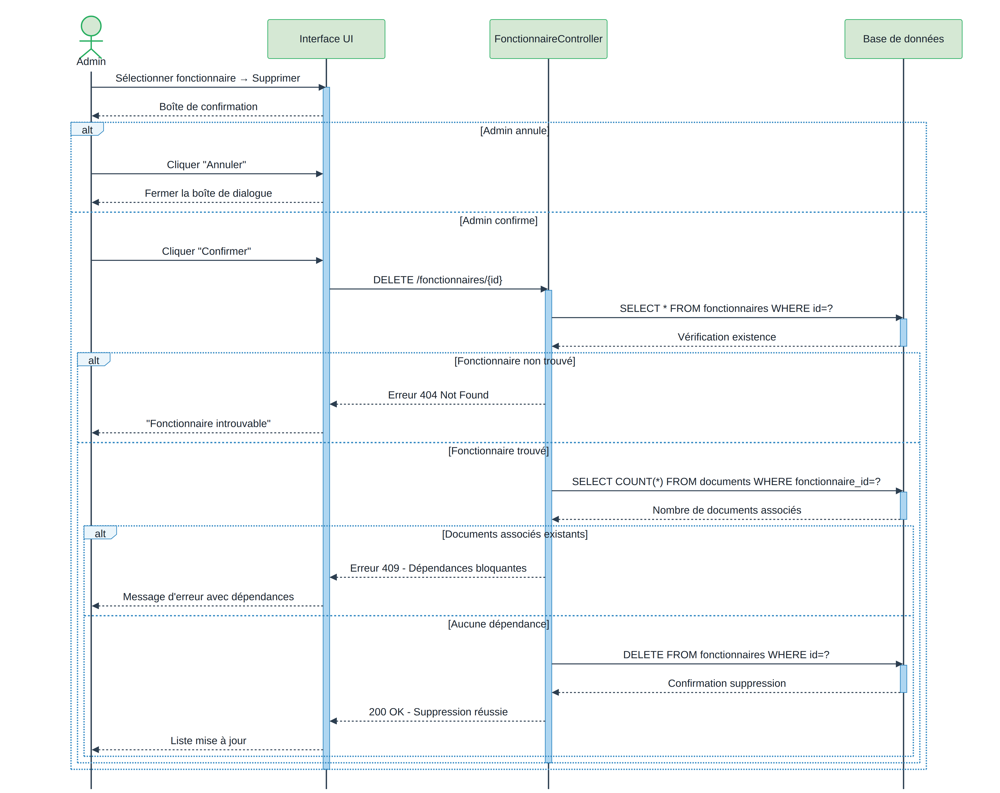 Admin
Interface UI
FonctionnaireController
Base de données
Sélectionner fonctionnaire → Supprimer
Boîte de confirmation
alt
[Admin annule]
Cliquer "Annuler"
Fermer la boîte de dialogue
[Admin confirme]
Cliquer "Confirmer"
DELETE /fonctionnaires/{id}
SELECT * FROM fonctionnaires WHERE id=?
Vérification existence
alt
[Fonctionnaire non trouvé]
Erreur 404 Not Found
"Fonctionnaire introuvable"
[Fonctionnaire trouvé]
SELECT COUNT(*) FROM documents WHERE fonctionnaire_id=?
Nombre de documents associés
alt
[Documents associés existants]
Erreur 409 - Dépendances bloquantes
Message d'erreur avec dépendances
[Aucune dépendance]
DELETE FROM fonctionnaires WHERE id=?
Confirmation suppression
200 OK - Suppression réussie
Liste mise à jour